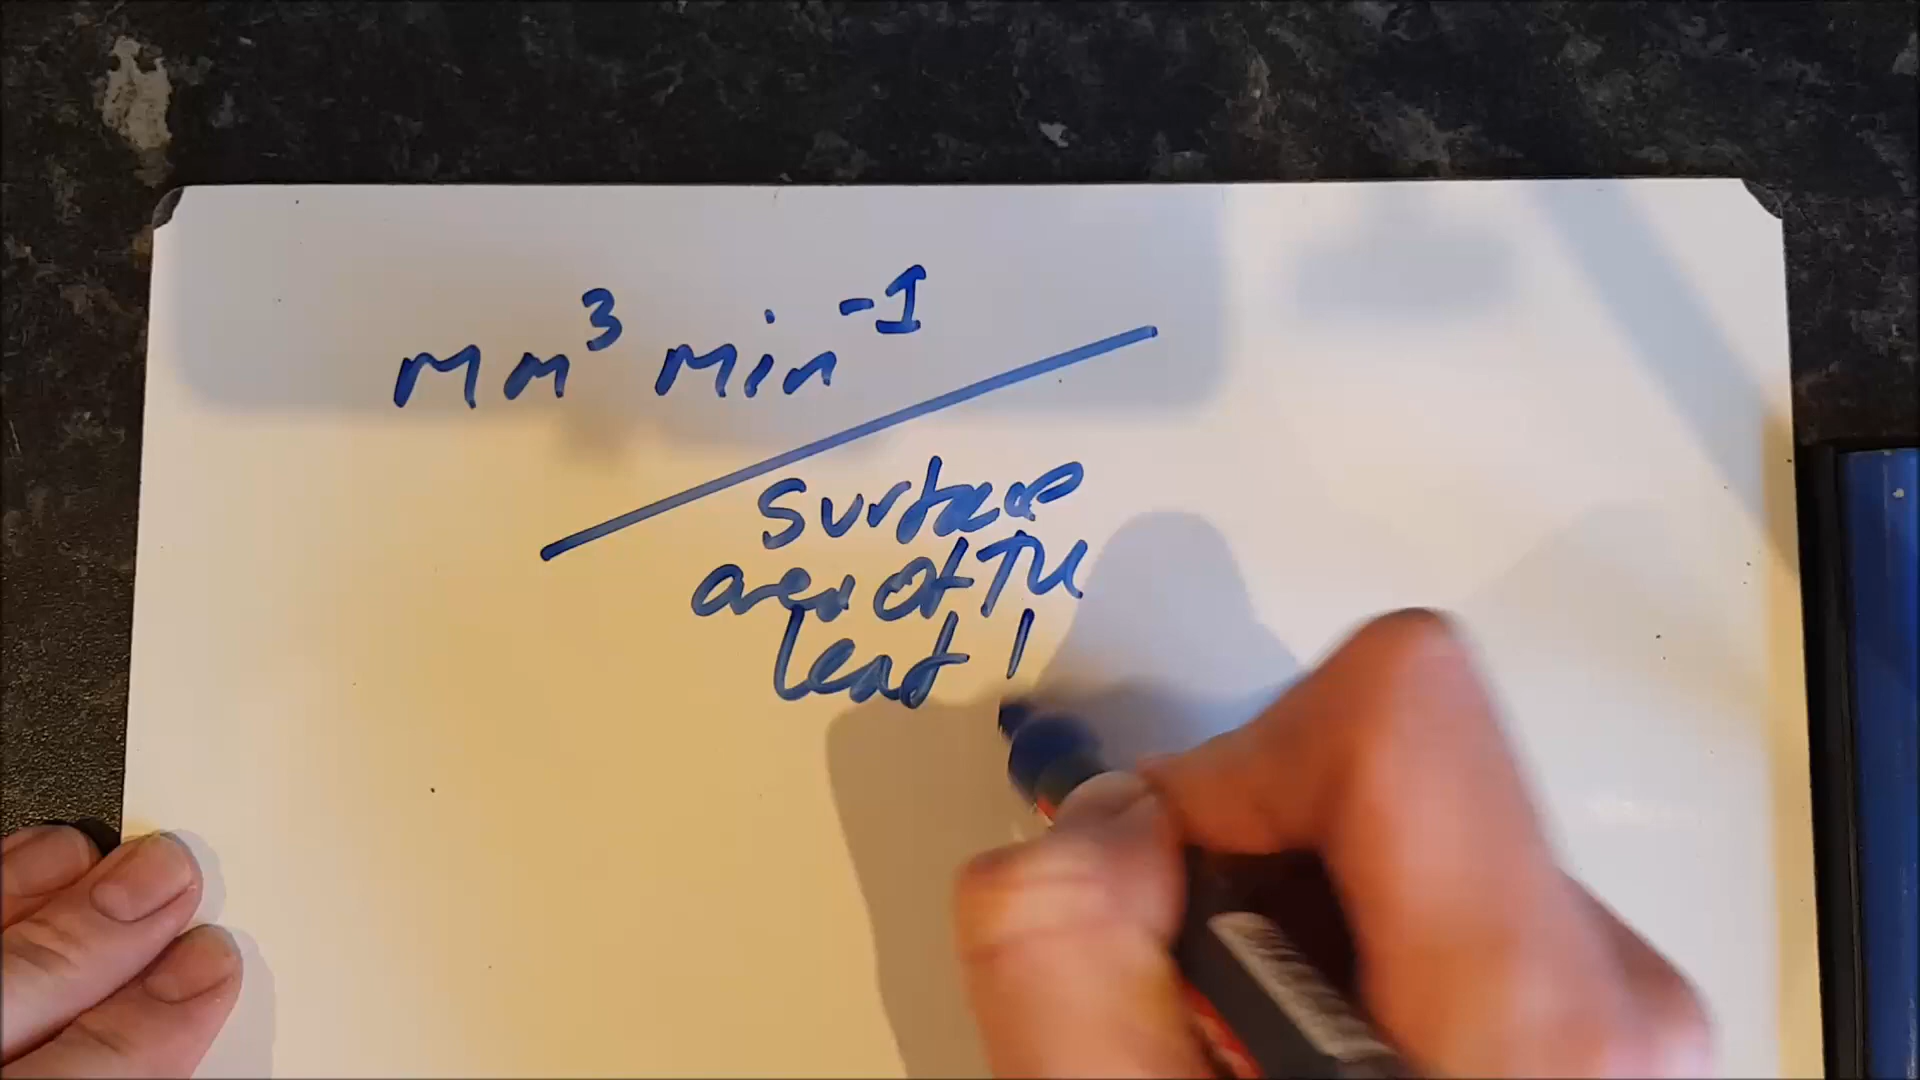 mm³ min⁻¹
surface
area of the
leaf !